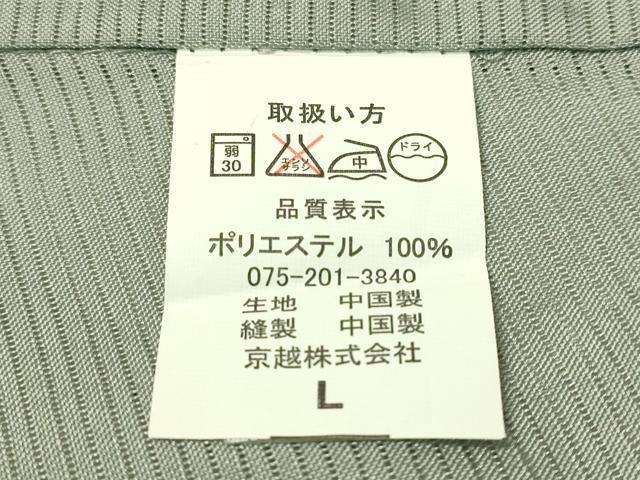 取扱い方
弱 30 エンソ サラシ 中 ドライ
品質表示
ポリエステル 100%
075-201-3840
生地 中国製
縫製 中国製
京越株式会社
L